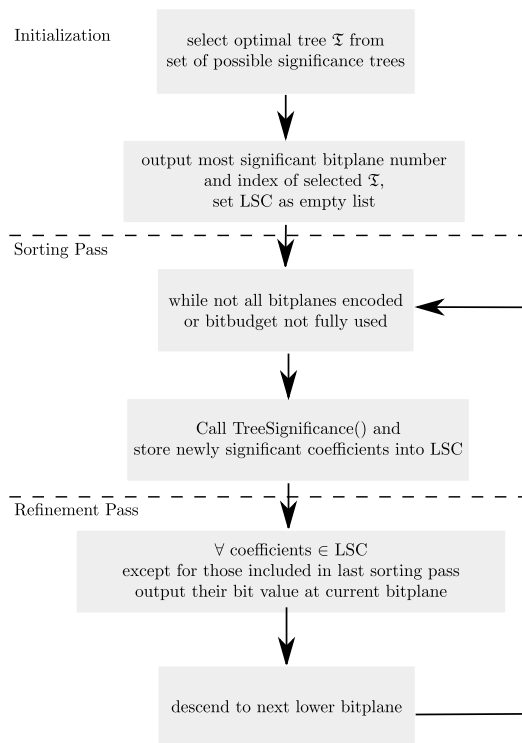 Initialization
select optimal tree 𝔗 from
set of possible significance trees
output most significant bitplane number
and index of selected 𝔗,
set LSC as empty list
Sorting Pass
while not all bitplanes encoded
or bitbudget not fully used
Call TreeSignificance() and
store newly significant coefficients into LSC
Refinement Pass
∀ coefficients ∈ LSC
except for those included in last sorting pass
output their bit value at current bitplane
descend to next lower bitplane